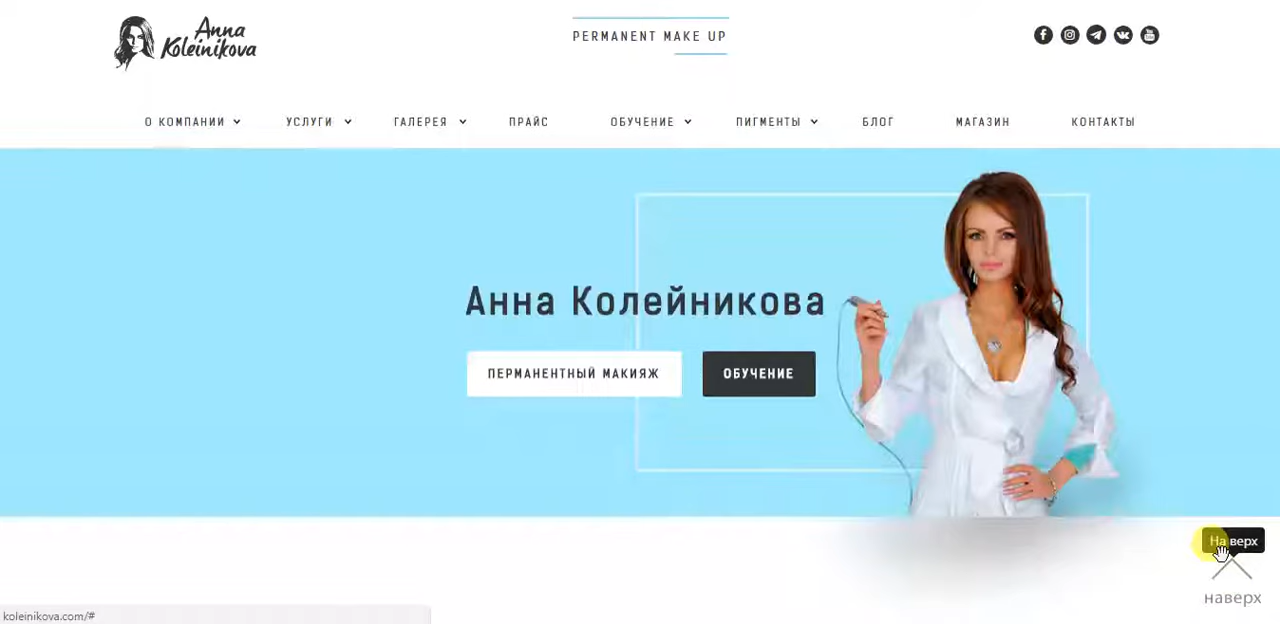 Anna
Koleinikova
PERMANENT MAKE UP
О КОМПАНИИ
УСЛУГИ
ГАЛЕРЕЯ
ПРАЙС
ОБУЧЕНИЕ
ПИГМЕНТЫ
БЛОГ
МАГАЗИН
КОНТАКТЫ
Анна Колейникова
ПЕРМАНЕНТНЫЙ МАКИЯЖ
ОБУЧЕНИЕ
На верх
наверх
koleinikova.com/#